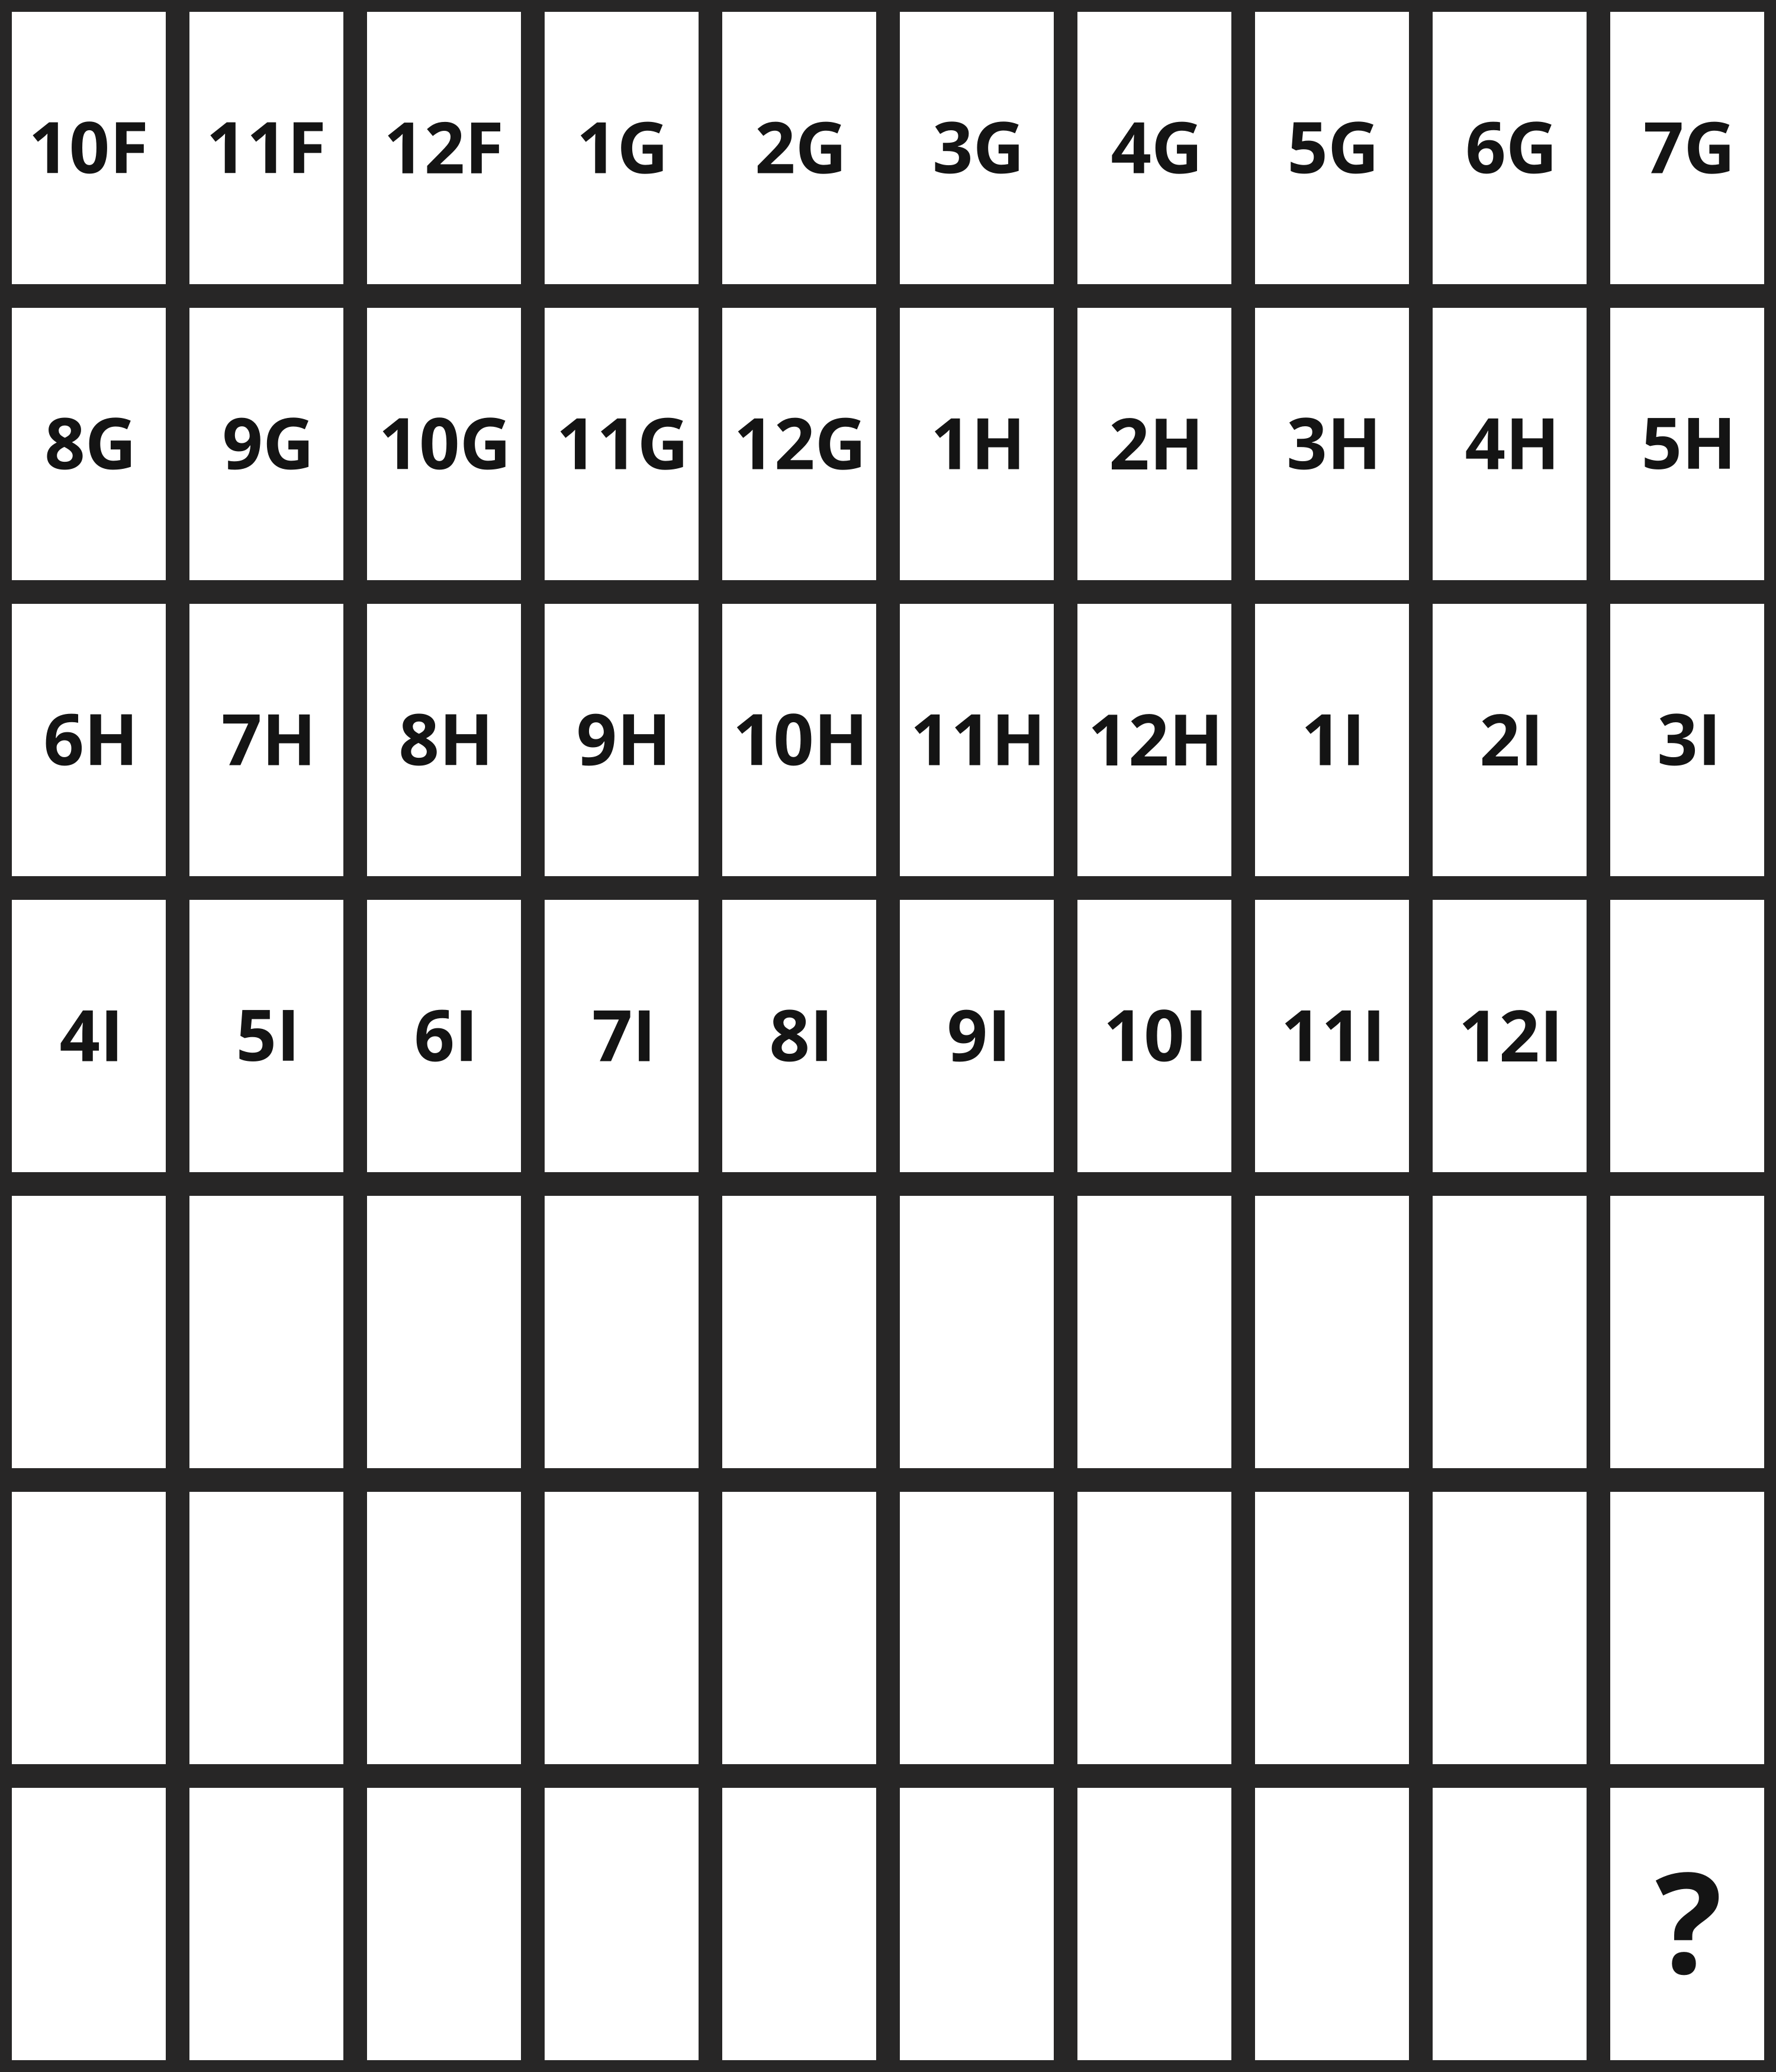 10F 11F 12F 1G 2G 3G 4G 5G 6G 7G
8G 9G 10G 11G 12G 1H 2H 3H 4H 5H
6H 7H 8H 9H 10H 11H 12H 1I 2I 3I
4I 5I 6I 7I 8I 9I 10I 11I 12I
?